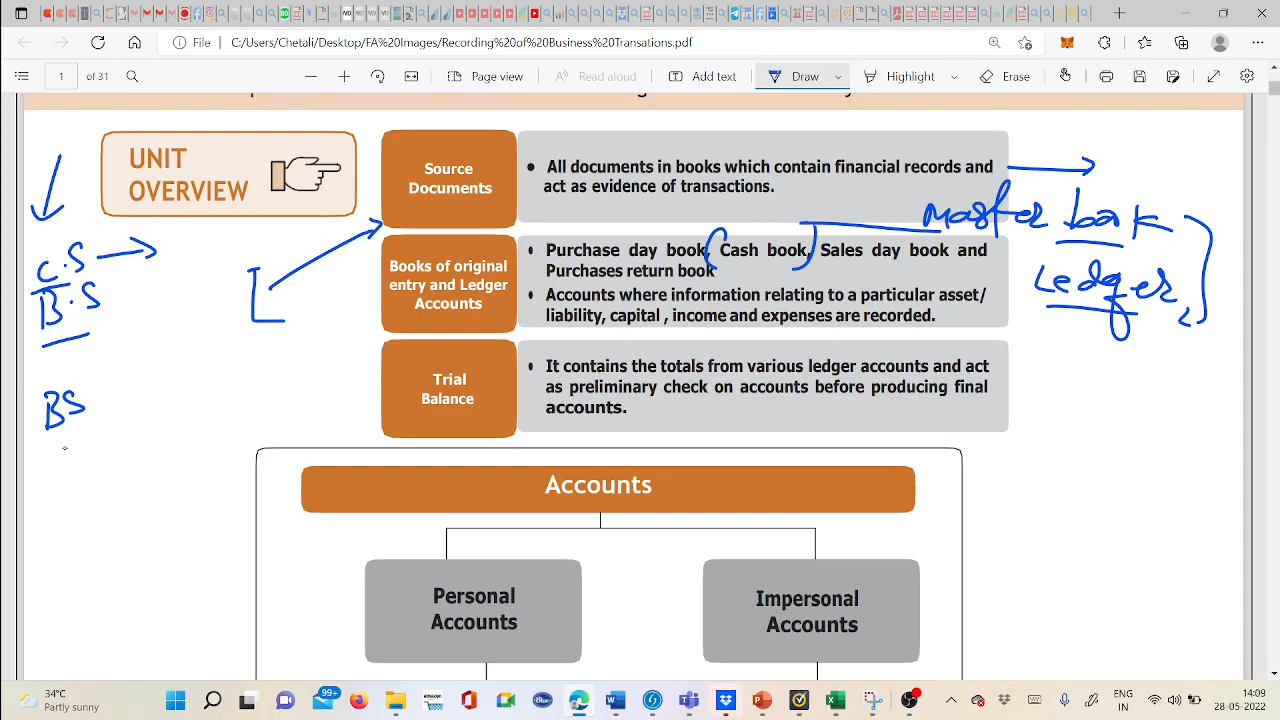 File
C:/Users/Chetali/Desktop/FA%20Images/Recording%20of%20Business%20Transations.pdf
1
of 31
Page view
Read aloud
Add text
Draw
Highlight
Erase
UNIT
OVERVIEW
Source
Documents
• All documents in books which contain financial records and
act as evidence of transactions.
Master book
Ledger
C.S
B.S
BS
Books of original
entry and Ledger
Accounts
• Purchase day book, Cash book, Sales day book and
Purchases return book
• Accounts where information relating to a particular asset/
liability, capital , income and expenses are recorded.
Trial
Balance
• It contains the totals from various ledger accounts and act
as preliminary check on accounts before producing final
accounts.
Accounts
Personal
Accounts
Impersonal
Accounts
34°C
Partly sunny
99+
ENG
IN
14:09
28-05-2022